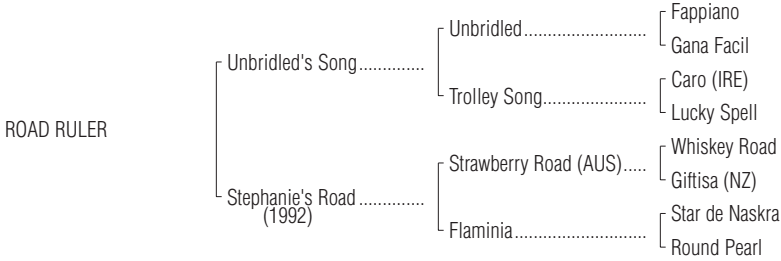 Fappiano
Unbridled..........................
Gana Facil
Unbridled's Song..............
Caro (IRE)
Trolley Song......................
Lucky Spell
ROAD RULER
Whiskey Road
Strawberry Road (AUS).....
Giftisa (NZ)
Stephanie's Road ..............
(1992)
Star de Naskra
Flaminia............................
Round Pearl